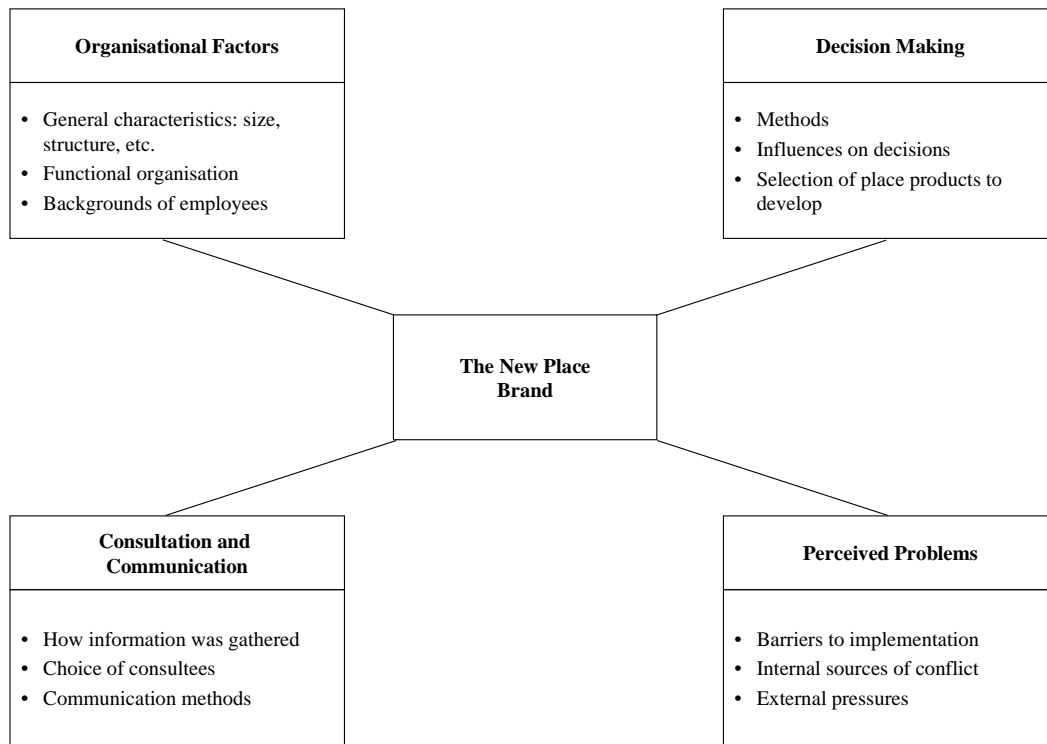 Organisational Factors
• General characteristics: size,
structure, etc.
• Functional organisation
• Backgrounds of employees
Decision Making
• Methods
• Influences on decisions
• Selection of place products to
develop
The New Place
Brand
Consultation and
Communication
• How information was gathered
• Choice of consultees
• Communication methods
Perceived Problems
• Barriers to implementation
• Internal sources of conflict
• External pressures